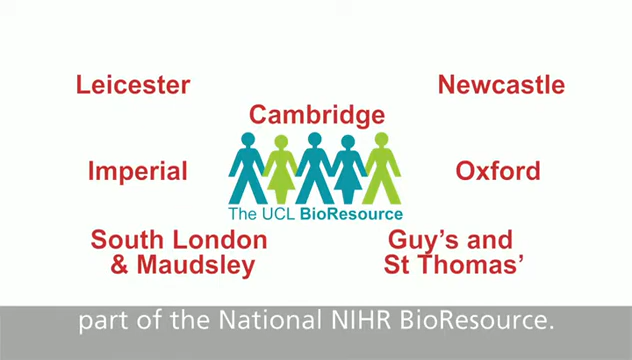 Leicester
Newcastle
Cambridge
Imperial
Oxford
The UCL BioResource
South London
& Maudsley
Guy's and
St Thomas'
part of the National NIHR BioResource.